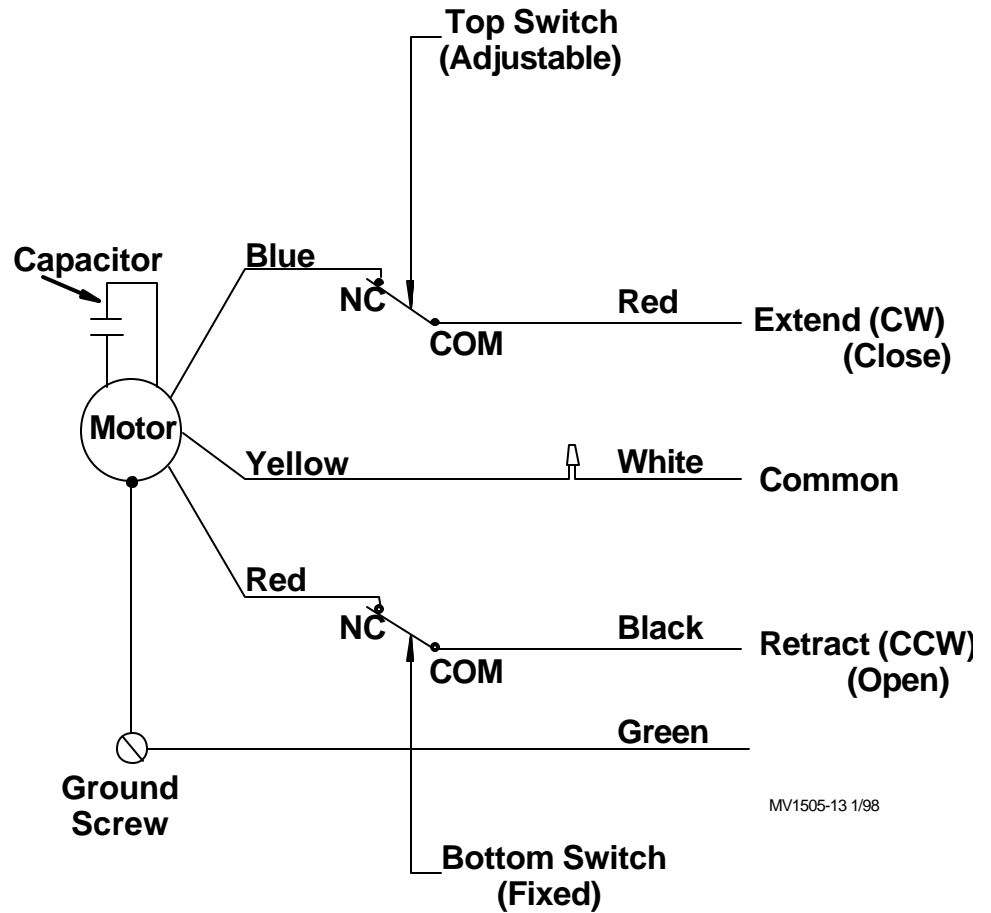 Top Switch
(Adjustable)
Capacitor
Blue
NC
COM
Red
Extend (CW)
(Close)
Motor
Yellow
White
Common
Red
NC
COM
Black
Retract (CCW)
(Open)
Green
Ground
Screw
MV1505-13 1/98
Bottom Switch
(Fixed)